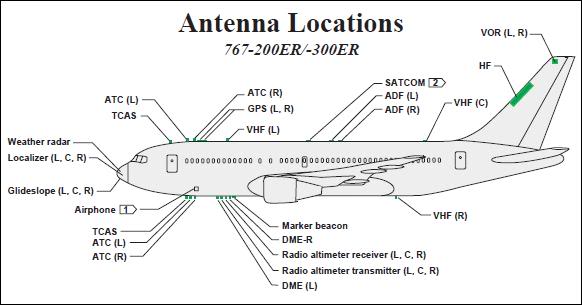 Antenna Locations
767-200ER/-300ER
VOR (L, R)
HF
ATC (R)
SATCOM 2
ATC (L)
GPS (L, R)
ADF (L)
VHF (C)
TCAS
VHF (L)
ADF (R)
Weather radar
Localizer (L, C, R)
Glideslope (L, C, R)
Airphone 1
VHF (R)
TCAS
Marker beacon
ATC (L)
DME-R
ATC (R)
Radio altimeter receiver (L, C, R)
Radio altimeter transmitter (L, C, R)
DME (L)